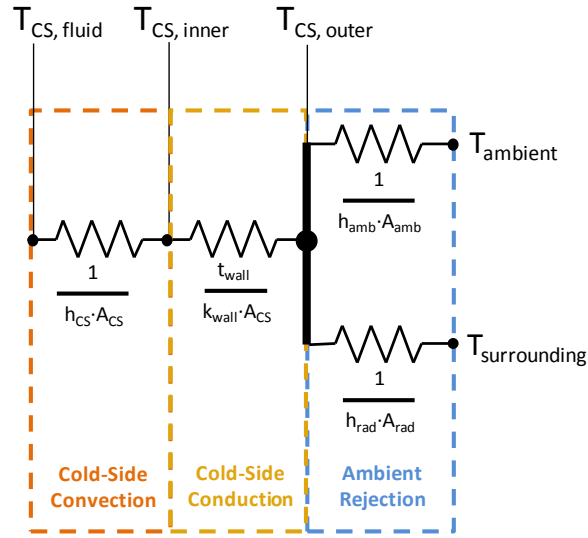 T_CS, fluid
T_CS, inner
T_CS, outer
T_ambient
1
h_amb·A_amb
1
h_CS·A_CS
t_wall
k_wall·A_CS
T_surrounding
1
h_rad·A_rad
Cold-Side
Convection
Cold-Side
Conduction
Ambient
Rejection